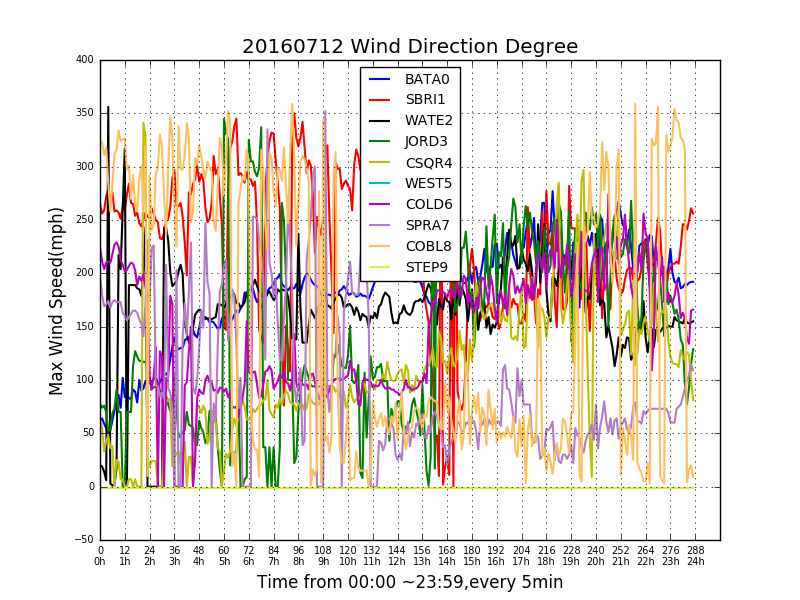 20160712 Wind Direction Degree
400
350
300
250
200
150
100
50
0
−50
Max Wind Speed(mph)
BATA0
SBRI1
WATE2
JORD3
CSQR4
WEST5
COLD6
SPRA7
COBL8
STEP9
0 12 24 36 48 60 72 84 96 108 120 132 144 156 168 180 192 204 216 228 240 252 264 276 288
0h 1h 2h 3h 4h 5h 6h 7h 8h 9h 10h 11h 12h 13h 14h 15h 16h 17h 18h 19h 20h 21h 22h 23h 24h
Time from 00:00 ~23:59,every 5min